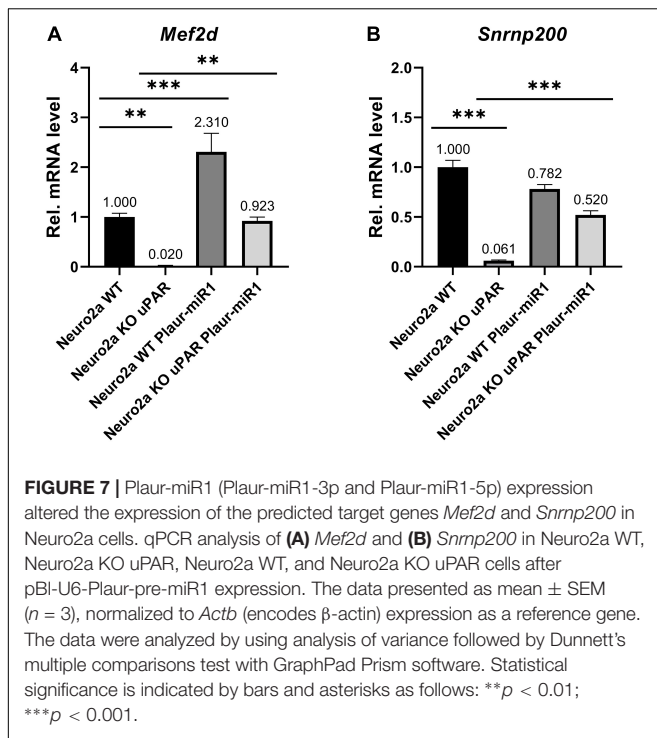 A
Mef2d
Rel. mRNA level
4
3
2
1
0
**
***
**
1.000
0.020
2.310
0.923
Neuro2a WT
Neuro2a KO uPAR
Neuro2a WT Plaur-miR1
Neuro2a KO uPAR Plaur-miR1
B
Snrnp200
Rel. mRNA level
2.0
1.5
1.0
0.5
0.0
***
***
1.000
0.061
0.782
0.520
Neuro2a WT
Neuro2a KO uPAR
Neuro2a WT Plaur-miR1
Neuro2a KO uPAR Plaur-miR1
FIGURE 7 | Plaur-miR1 (Plaur-miR1-3p and Plaur-miR1-5p) expression
altered the expression of the predicted target genes Mef2d and Snrnp200 in
Neuro2a cells. qPCR analysis of (A) Mef2d and (B) Snrnp200 in Neuro2a WT,
Neuro2a KO uPAR, Neuro2a WT, and Neuro2a KO uPAR cells after
pBl-U6-Plaur-pre-miR1 expression. The data presented as mean ± SEM
(n = 3), normalized to Actb (encodes β-actin) expression as a reference gene.
The data were analyzed by using analysis of variance followed by Dunnett's
multiple comparisons test with GraphPad Prism software. Statistical
significance is indicated by bars and asterisks as follows: **p < 0.01;
***p < 0.001.